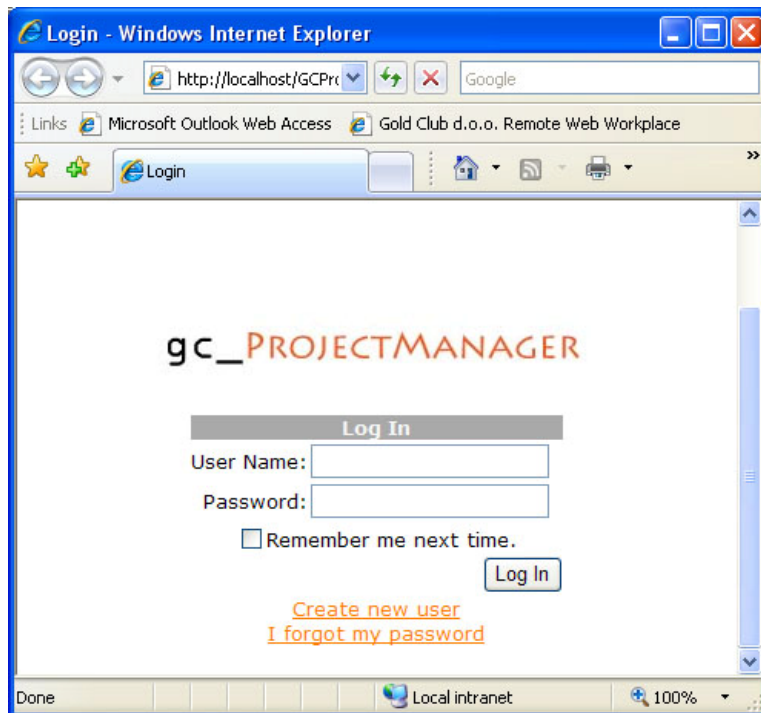 Login - Windows Internet Explorer
http://localhost/GCPr
Google
Links Microsoft Outlook Web Access Gold Club d.o.o. Remote Web Workplace
Login
»
gc_PROJECTMANAGER
Log In
User Name:
Password:
Remember me next time.
Log In
Create new user
I forgot my password
Done Local intranet 100%